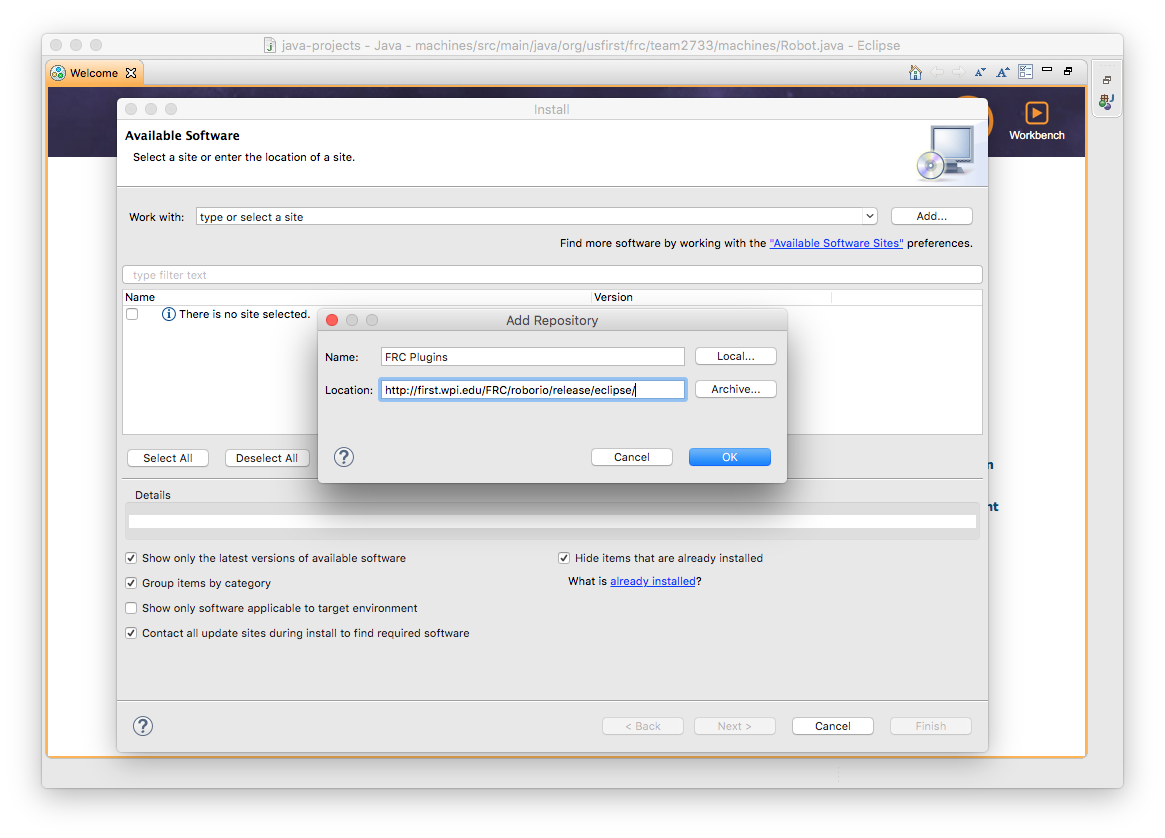 java-projects - Java - machines/src/main/java/org/usfirst/frc/team2733/machines/Robot.java - Eclipse
Welcome
Workbench
Install
Available Software
Select a site or enter the location of a site.
Work with: type or select a site Add...
Find more software by working with the "Available Software Sites" preferences.
type filter text
Name Version
There is no site selected.
Add Repository
Name: FRC Plugins Local...
Location: http://first.wpi.edu/FRC/roborio/release/eclipse/ Archive...
Cancel OK
Select All Deselect All
Details
Show only the latest versions of available software Hide items that are already installed
Group items by category What is already installed?
Show only software applicable to target environment
Contact all update sites during install to find required software
< Back Next > Cancel Finish